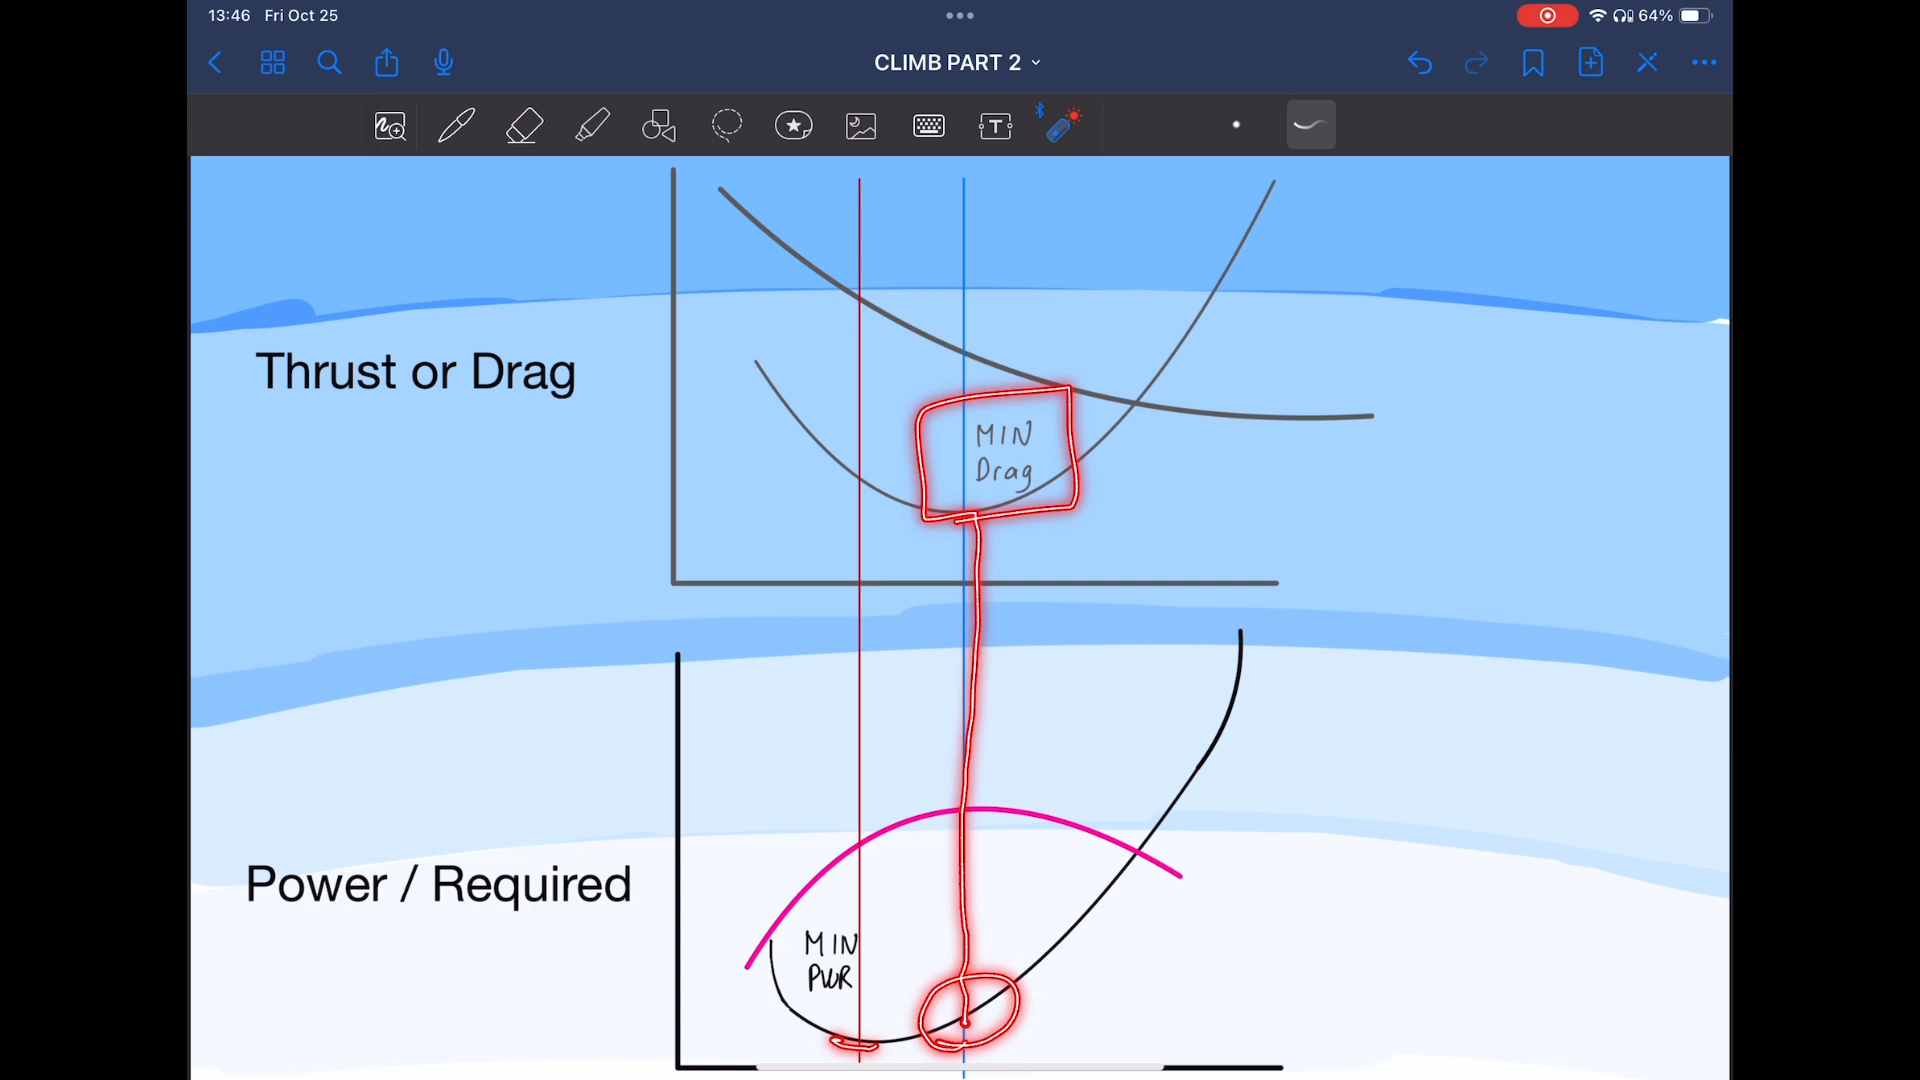 13:46 Fri Oct 25
64%
CLIMB PART 2
T
Thrust or Drag
MIN
Drag
Power / Required
MIN
PWR